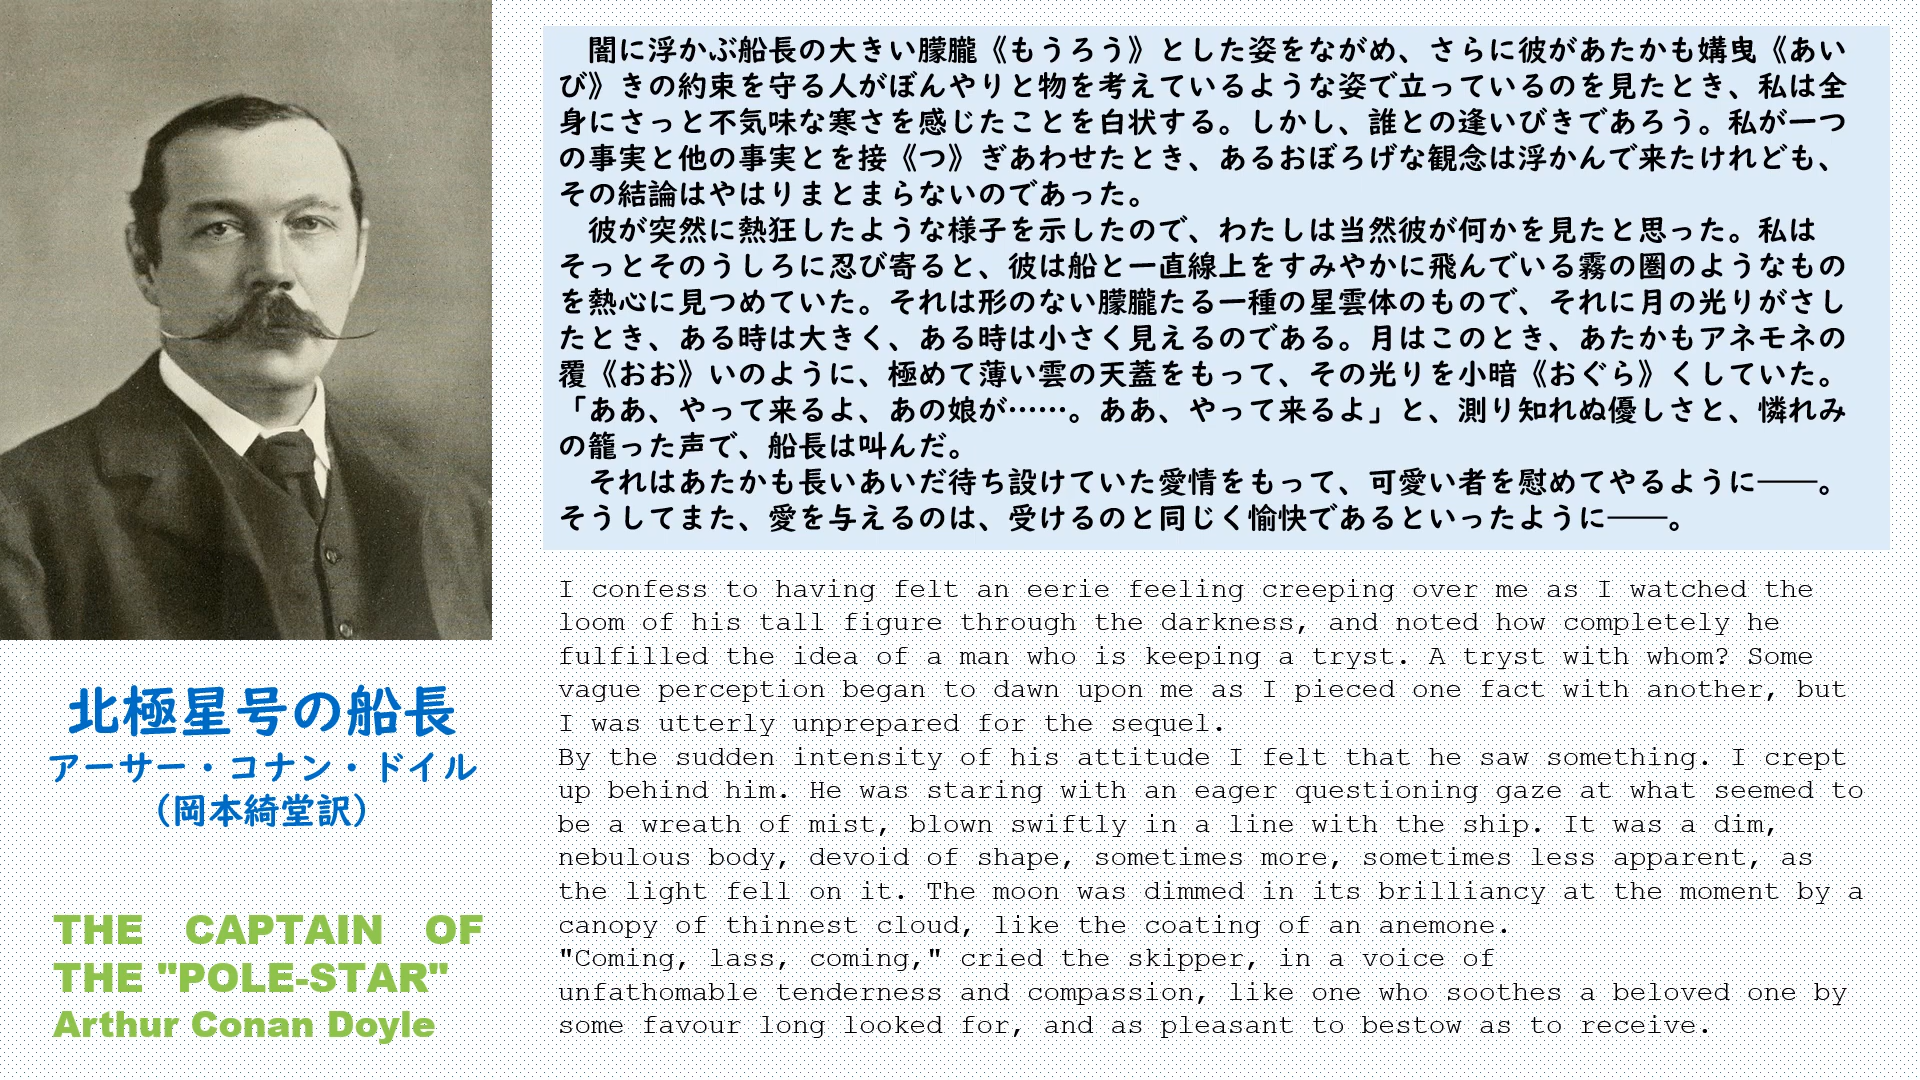 闇に浮かぶ船長の大きい朦朧《もうろう》とした姿をながめ、さらに彼があたかも媾曳《あい
び》きの約束を守る人がぼんやりと物を考えているような姿で立っているのを見たとき、私は全
身にさっと不気味な寒さを感じたことを白状する。しかし、誰との逢いびきであろう。私が一つ
の事実と他の事実とを接《つ》ぎあわせたとき、あるおぼろげな観念は浮かんで来たけれども、
その結論はやはりまとまらないのであった。
彼が突然に熱狂したような様子を示したので、わたしは当然彼が何かを見たと思った。私は
そっとそのうしろに忍び寄ると、彼は船と一直線上をすみやかに飛んでいる霧の圏のようなもの
を熱心に見つめていた。それは形のない朦朧たる一種の星雲体のもので、それに月の光りがさし
たとき、ある時は大きく、ある時は小さく見えるのである。月はこのとき、あたかもアネモネの
覆《おお》いのように、極めて薄い雲の天蓋をもって、その光りを小暗《おぐら》くしていた。
「ああ、やって来るよ、あの娘が……。ああ、やって来るよ」と、測り知れぬ優しさと、憐れみ
の籠った声で、船長は叫んだ。
それはあたかも長いあいだ待ち設けていた愛情をもって、可愛い者を慰めてやるように――。
そうしてまた、愛を与えるのは、受けるのと同じく愉快であるといったように――。
I confess to having felt an eerie feeling creeping over me as I watched the
loom of his tall figure through the darkness, and noted how completely he
fulfilled the idea of a man who is keeping a tryst. A tryst with whom? Some
vague perception began to dawn upon me as I pieced one fact with another, but
I was utterly unprepared for the sequel.
By the sudden intensity of his attitude I felt that he saw something. I crept
up behind him. He was staring with an eager questioning gaze at what seemed to
be a wreath of mist, blown swiftly in a line with the ship. It was a dim,
nebulous body, devoid of shape, sometimes more, sometimes less apparent, as
the light fell on it. The moon was dimmed in its brilliancy at the moment by a
canopy of thinnest cloud, like the coating of an anemone.
"Coming, lass, coming," cried the skipper, in a voice of
unfathomable tenderness and compassion, like one who soothes a beloved one by
some favour long looked for, and as pleasant to bestow as to receive.
北極星号の船長
アーサー・コナン・ドイル
（岡本綺堂訳）
THE CAPTAIN OF
THE "POLE-STAR"
Arthur Conan Doyle